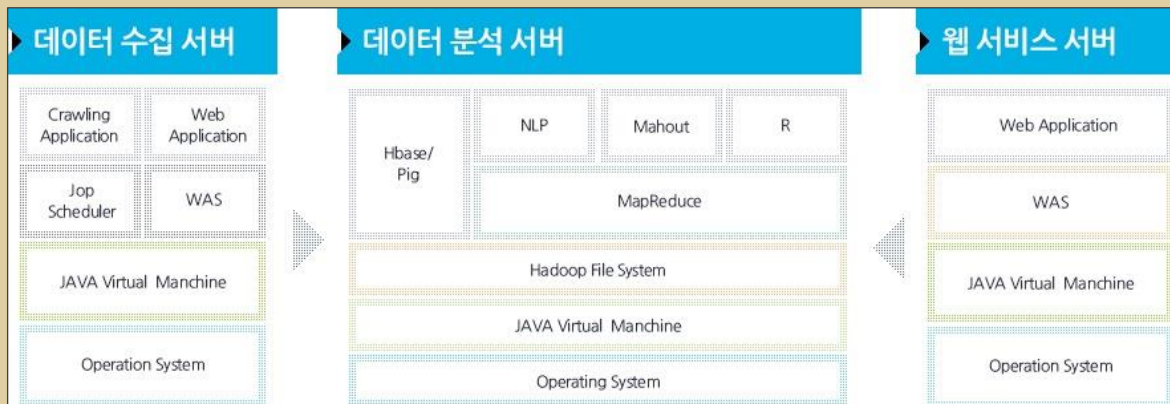 데이터 수집 서버
Crawling
Application
Web
Application
Jop
Scheduler
WAS
JAVA Virtual Manchine
Operation System
데이터 분석 서버
Hbase/
Pig
NLP
Mahout
R
MapReduce
Hadoop File System
JAVA Virtual Manchine
Operating System
웹 서비스 서버
Web Application
WAS
JAVA Virtual Manchine
Operation System